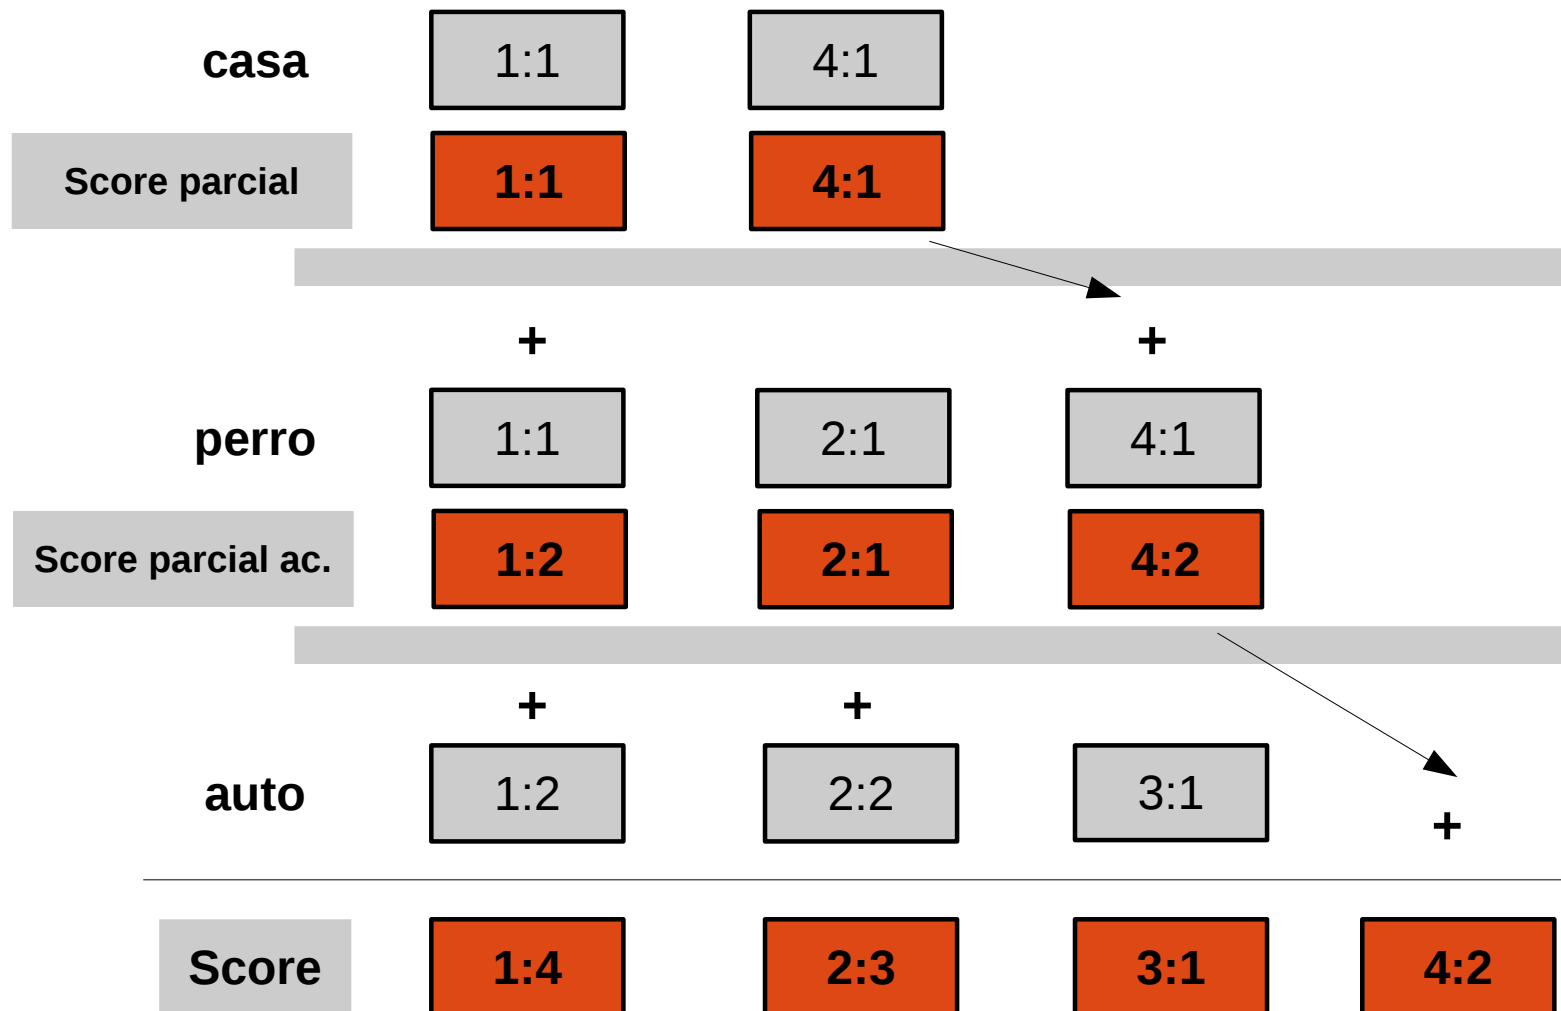 casa 1:1 4:1
Score parcial 1:1 4:1
+ +
perro 1:1 2:1 4:1
Score parcial ac. 1:2 2:1 4:2
+ +
auto 1:2 2:2 3:1
+
Score 1:4 2:3 3:1 4:2